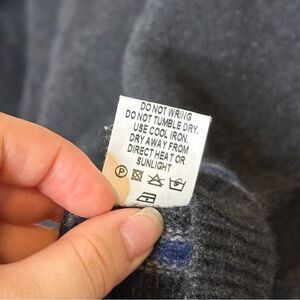 DO NOT WRING
DO NOT TUMBLE DRY.
USE COOL IRON.
DRY AWAY FROM
DIRECT HEAT OR
SUNLIGHT
P